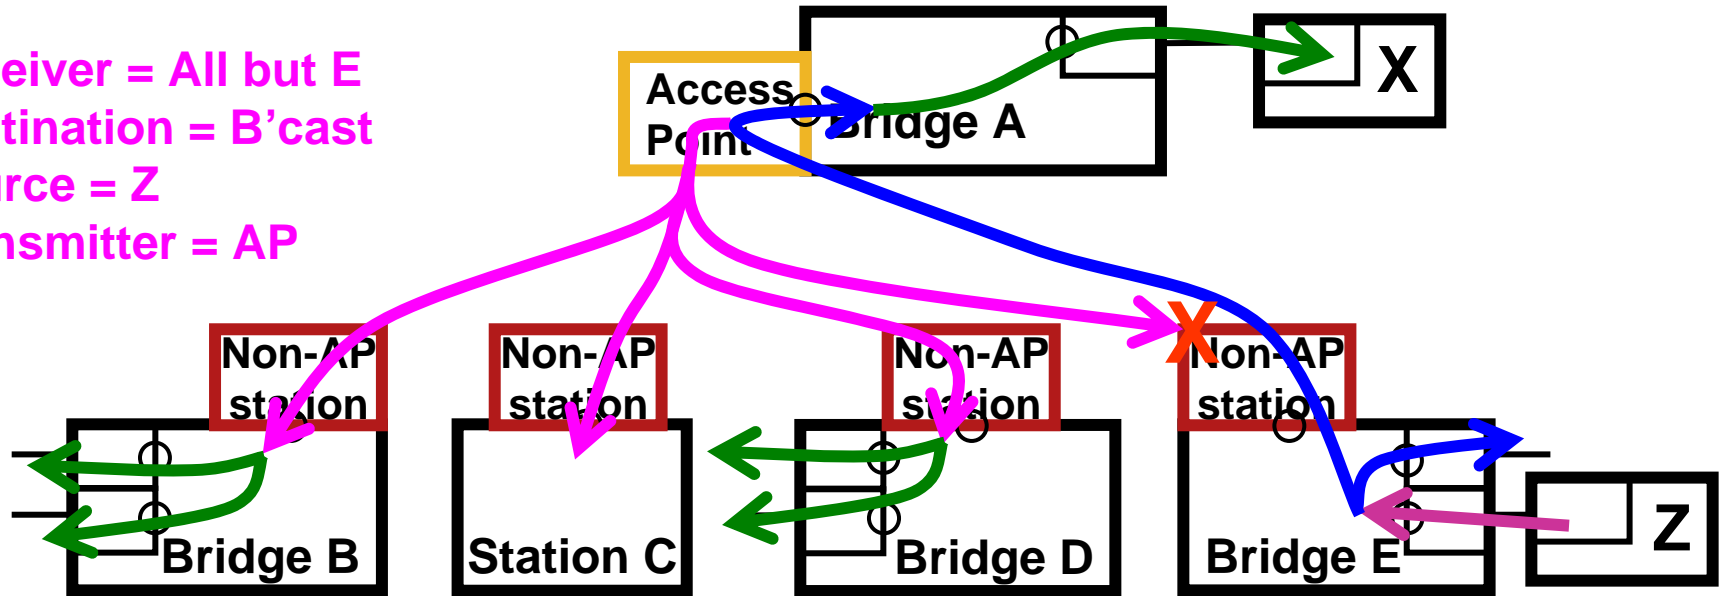 eiver = All but E
tination = B’cast
urce = Z
nsmitter = AP
Access
Point
Bridge A
X
X
Non-AP
station
Non-AP
station
Non-AP
station
Non-AP
station
Bridge B
Station C
Bridge D
Bridge E
Z